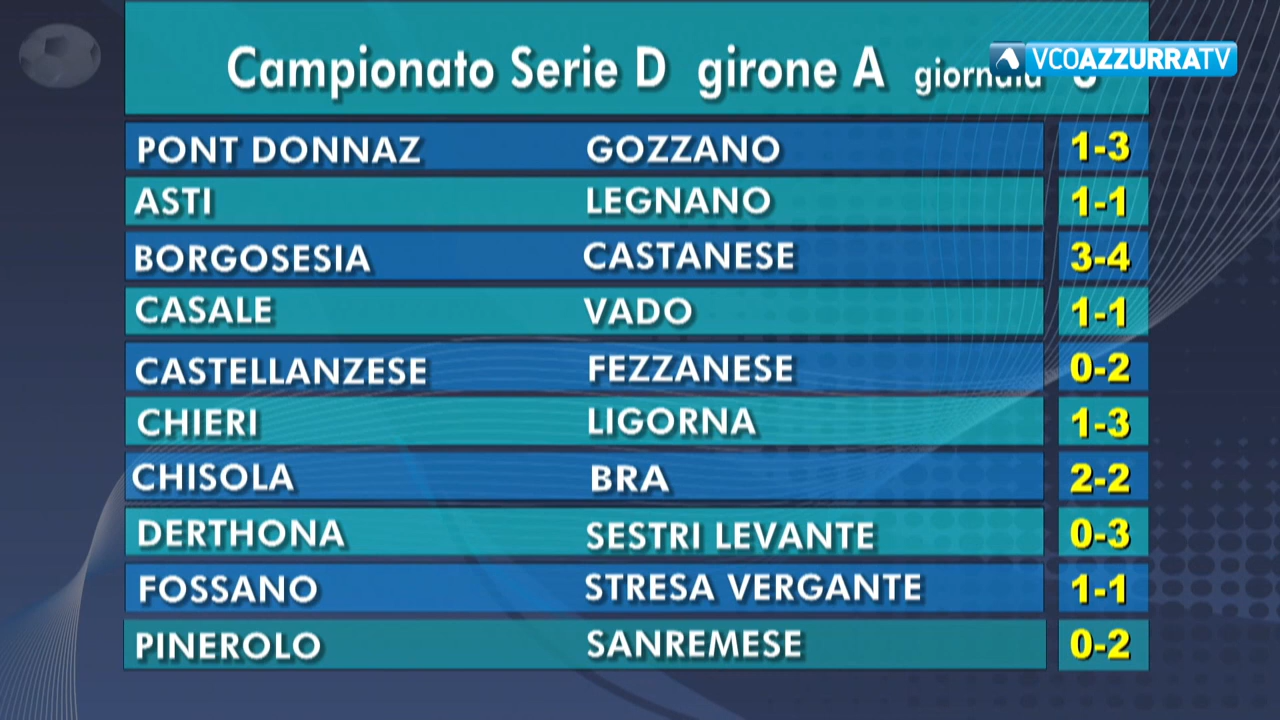 Campionato Serie D girone A giornata
VCOAZZURRATV
PONT DONNAZ GOZZANO 1-3
ASTI LEGNANO 1-1
BORGOSESIA CASTANESE 3-4
CASALE VADO 1-1
CASTELLANZESE FEZZANESE 0-2
CHIERI LIGORNA 1-3
CHISOLA BRA 2-2
DERTHONA SESTRI LEVANTE 0-3
FOSSANO STRESA VERGANTE 1-1
PINEROLO SANREMESE 0-2